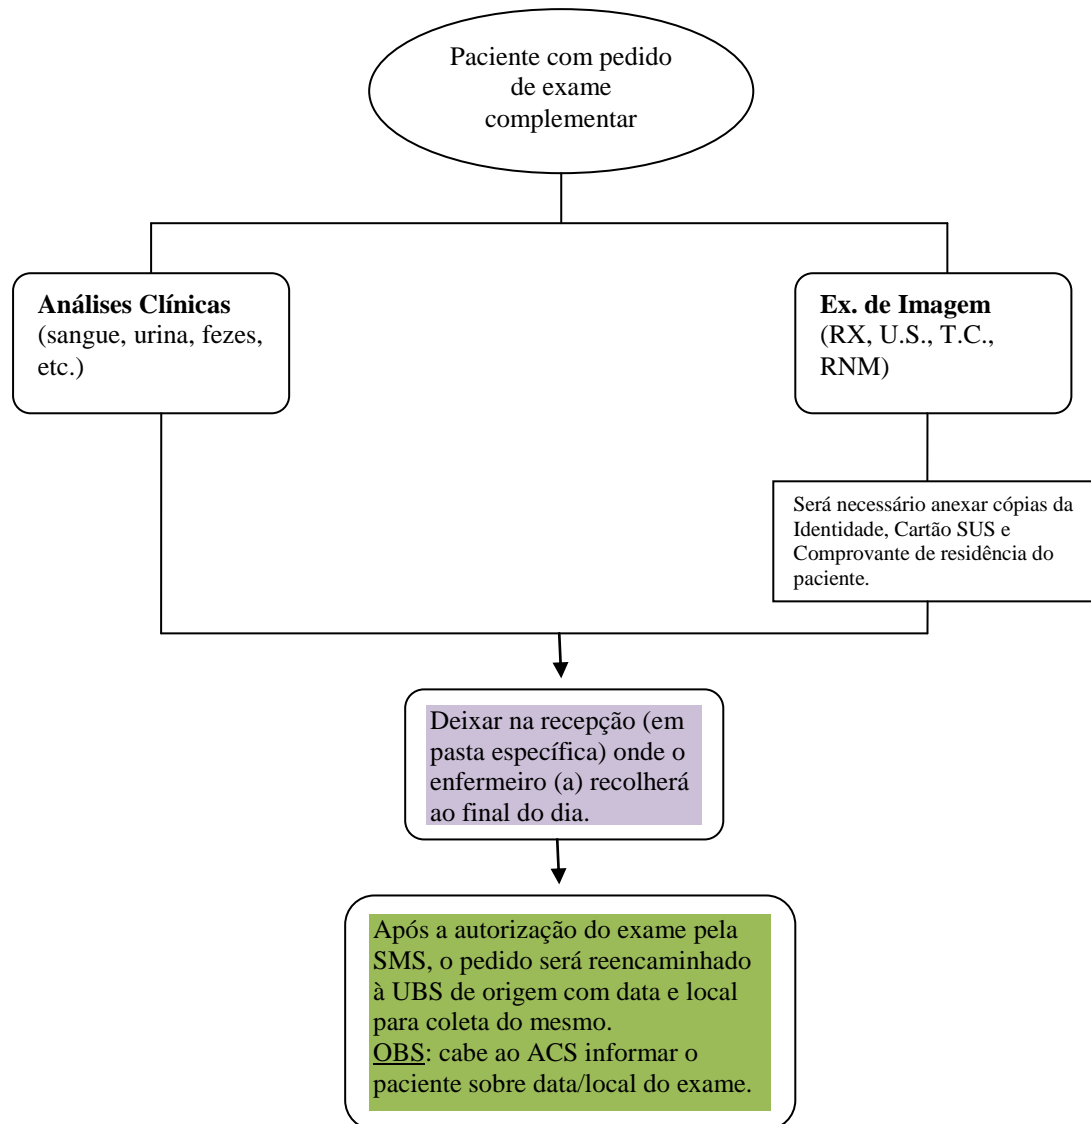 Paciente com pedido
de exame
complementar
Análises Clínicas
(sangue, urina, fezes,
etc.)
Ex. de Imagem
(RX, U.S., T.C.,
RNM)
Será necessário anexar cópias da
Identidade, Cartão SUS e
Comprovante de residência do
paciente.
Deixar na recepção (em
pasta específica) onde o
enfermeiro (a) recolherá
ao final do dia.
Após a autorização do exame pela
SMS, o pedido será reencaminhado
à UBS de origem com data e local
para coleta do mesmo.
OBS: cabe ao ACS informar o
paciente sobre data/local do exame.